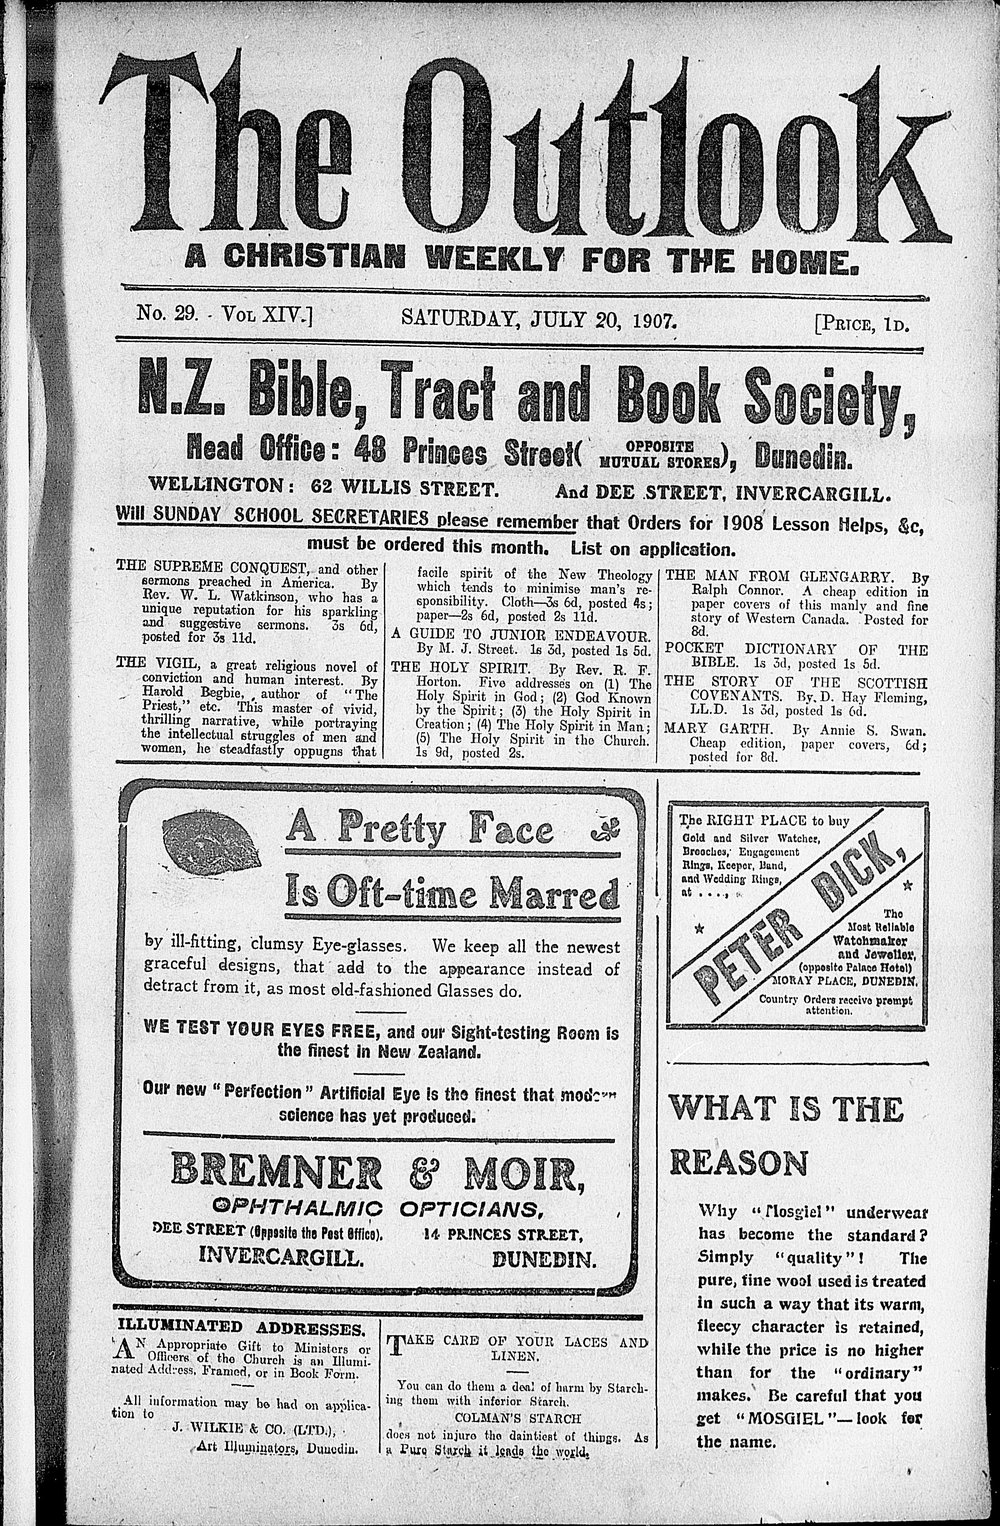 The Outlook
A CHRISTIAN WEEKLY FOR THE HOME.
No. 29. - Vol XIV.]
SATURDAY, JULY 20, 1907.
[Price, 1d.
N.Z. Bible, Tract and Book Society,
Head Office: 48 Princes Street( OPPOSITE MUTUAL STORES), Dunedin.
WELLINGTON: 62 WILLIS STREET. And DEE STREET, INVERCARGILL.
Will SUNDAY SCHOOL SECRETARIES please remember that Orders for 1908 Lesson Helps, &c,
must be ordered this month. List on application.
THE SUPREME CONQUEST, and other
sermons preached in America. By
Rev. W. L. Watkinson, who has a
unique reputation for his sparkling
and suggestive sermons. 3s 6d,
posted for 3s 11d.
THE VIGIL, a great religious novel of
conviction and human interest. By
Harold Begbie, author of "The
Priest," etc. This master of vivid,
thrilling narrative, while portraying
the intellectual struggles of men and
women, he steadfastly oppugns that
facile spirit of the New Theology
which tends to minimise man's re-
sponsibility. Cloth—3s 6d, posted 4s;
paper—2s 6d, posted 2s 11d.
A GUIDE TO JUNIOR ENDEAVOUR.
By M. J. Street. 1s 3d, posted 1s 5d.
THE HOLY SPIRIT. By Rev. R. F.
Horton. Five addresses on (1) The
Holy Spirit in God; (2) God Known
by the Spirit; (3) the Holy Spirit in
Creation; (4) The Holy Spirit in Man;
(5) The Holy Spirit in the Church.
1s 9d, posted 2s.
THE MAN FROM GLENGARRY. By
Ralph Connor. A cheap edition in
paper covers of this manly and fine
story of Western Canada. Posted for
8d.
POCKET DICTIONARY OF THE
BIBLE. 1s 3d, posted 1s 5d.
THE STORY OF THE SCOTTISH
COVENANTS. By D. Hay Fleming,
LL.D. 1s 3d, posted 1s 6d.
MARY GARTH. By Annie S. Swan.
Cheap edition, paper covers, 6d;
posted for 8d.
A Pretty Face
Is Oft-time Marred
by ill-fitting, clumsy Eye-glasses. We keep all the newest
graceful designs, that add to the appearance instead of
detract from it, as most old-fashioned Glasses do.
WE TEST YOUR EYES FREE, and our Sight-testing Room is
the finest in New Zealand.
Our new "Perfection" Artificial Eye is the finest that modern
science has yet produced.
BREMNER & MOIR,
OPHTHALMIC OPTICIANS,
DEE STREET (Opposite the Post Office),
INVERCARGILL.
14 PRINCES STREET,
DUNEDIN.
The RIGHT PLACE to buy
Gold and Silver Watches,
Brooches, Engagement
Rings, Keeper, Band,
and Wedding Rings,
at . . . .
PETER DICK,
The
Most Reliable
Watchmaker
and Jeweller,
(opposite Palace Hotel)
MORAY PLACE, DUNEDIN.
Country Orders receive prompt
attention.
WHAT IS THE
REASON
Why "Mosgiel" underwear
has become the standard?
Simply "quality"! The
pure, fine wool used is treated
in such a way that its warm,
fleecy character is retained,
while the price is no higher
than for the "ordinary"
makes. Be careful that you
get "MOSGIEL"—look for
the name.
ILLUMINATED ADDRESSES.
AN Appropriate Gift to Ministers or
Officers of the Church is an Illumi-
nated Address, Framed, or in Book Form.
All information may be had on applica-
tion to
J. WILKIE & CO. (LTD.),
Art Illuminators, Dunedin.
TAKE CARE OF YOUR LACES AND
LINEN.
You can do them a deal of harm by Starch-
ing them with inferior Starch.
COLMAN'S STARCH
does not injure the daintiest of things. As
a Pure Starch it leads the world.